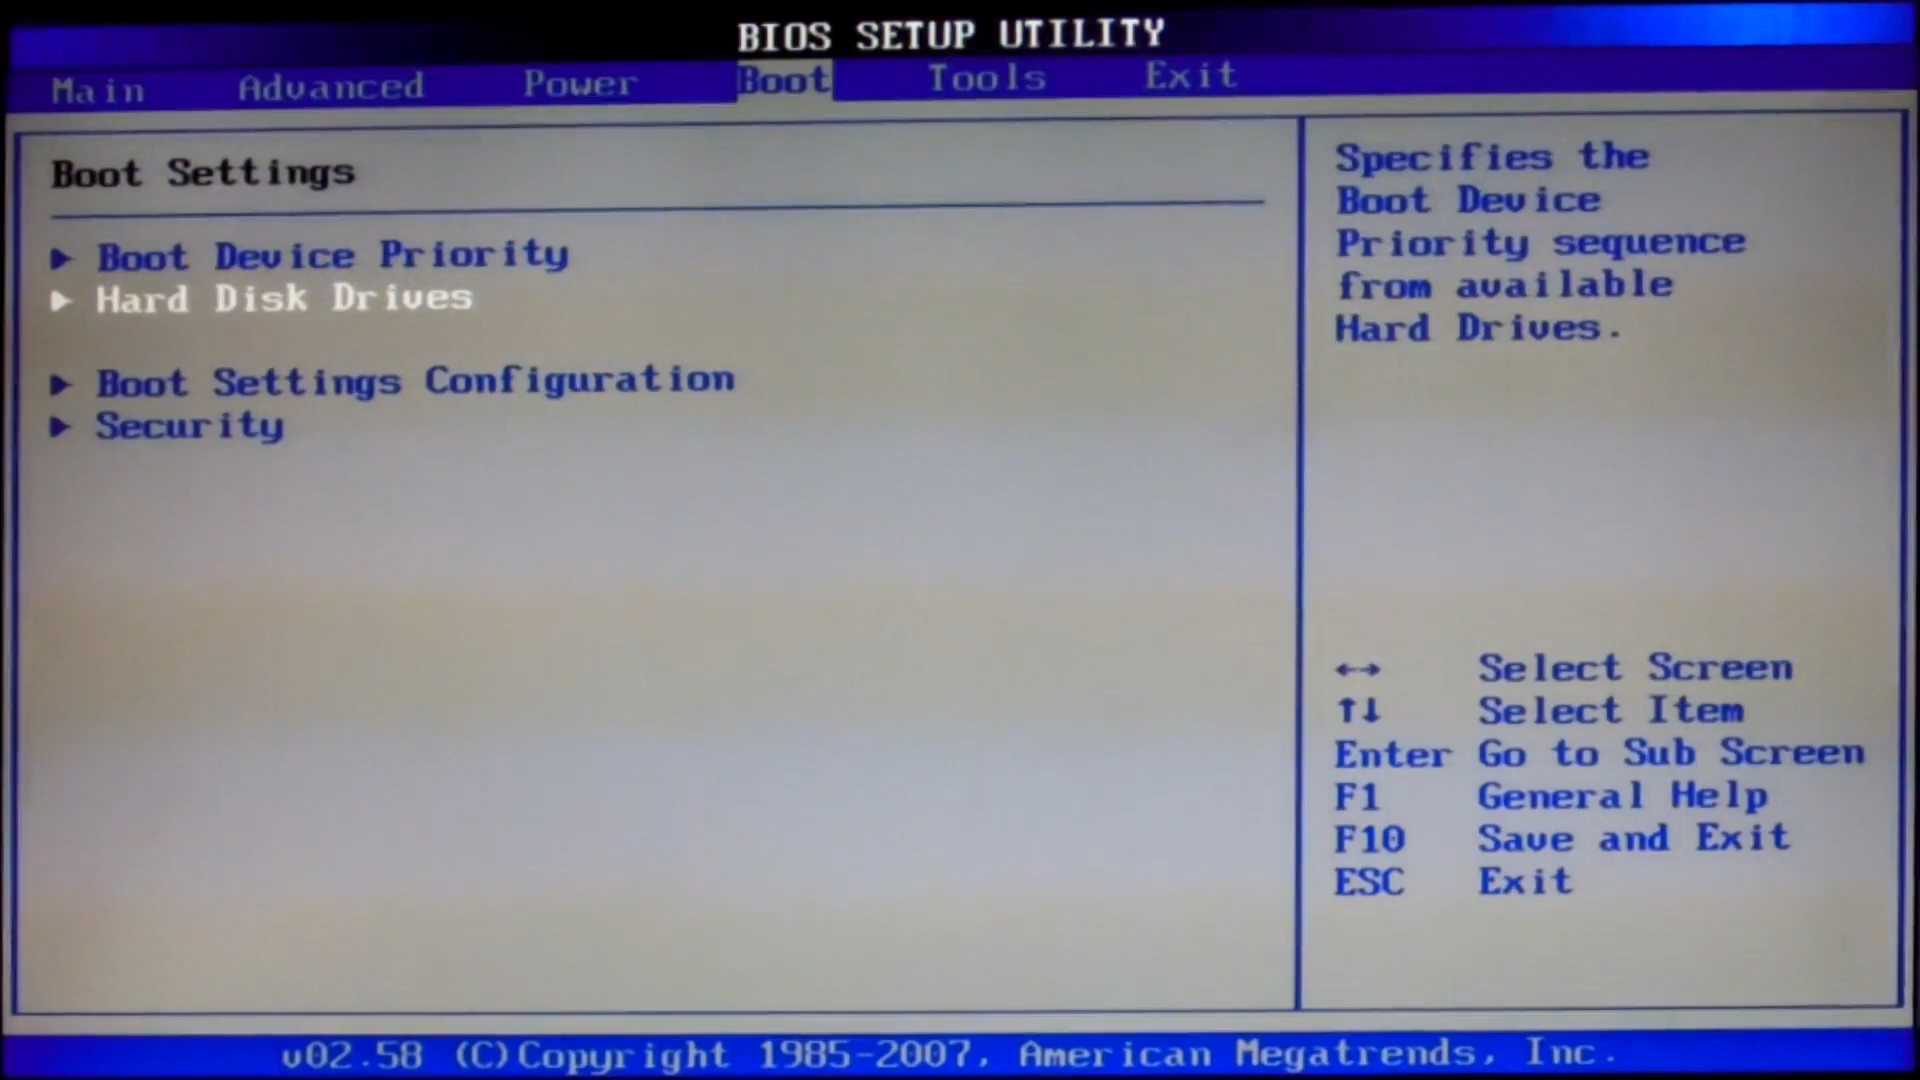 BIOS SETUP UTILITY
Main Advanced Power Boot Tools Exit
Boot Settings
Boot Device Priority
Hard Disk Drives
Boot Settings Configuration
Security
Specifies the
Boot Device
Priority sequence
from available
Hard Drives.
←→ Select Screen
↑↓ Select Item
Enter Go to Sub Screen
F1 General Help
F10 Save and Exit
ESC Exit
v02.58 (C)Copyright 1985-2007, American Megatrends, Inc.